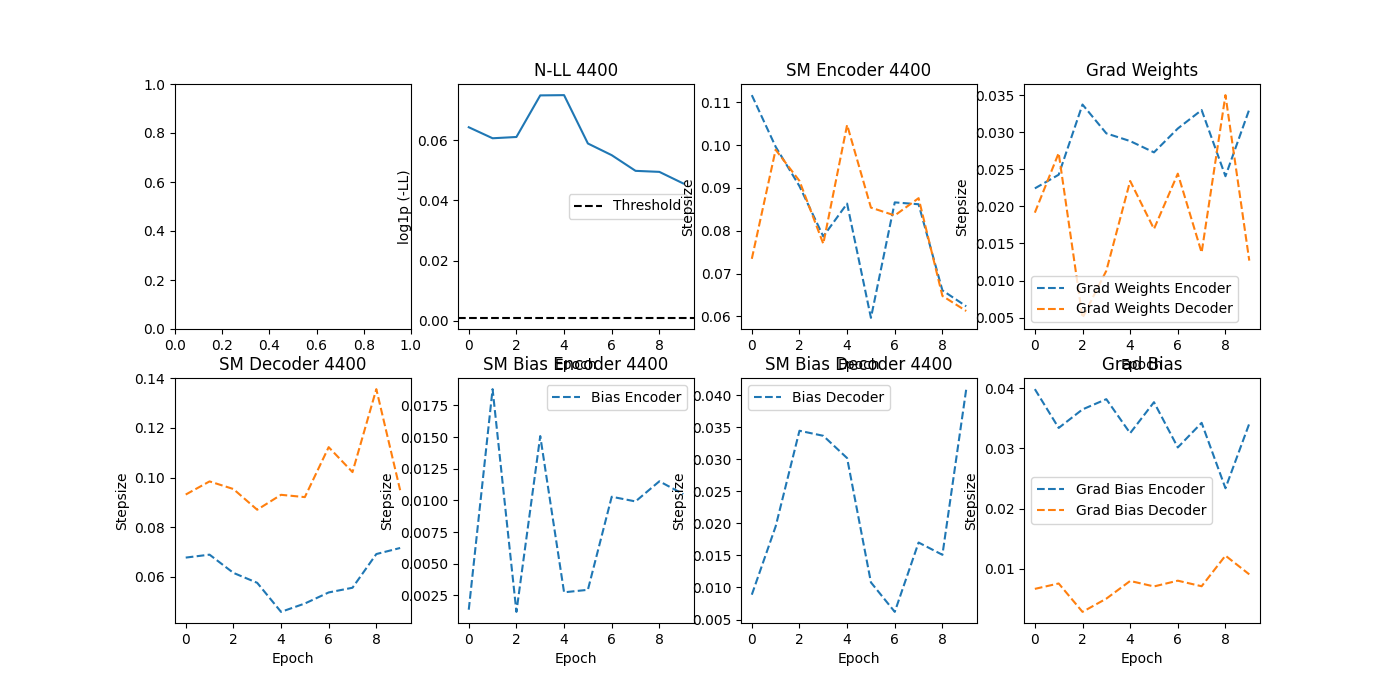 N-LL 4400
SM Encoder 4400
Grad Weights
1.0
0.8
0.6
0.4
0.2
0.0
0.0 0.2 0.4 0.6 0.8 1.0
log1p (-LL)
0.06
0.04
0.02
0.00
Threshold
0 2 4 6 8
Epoch
Stepsize
0.11
0.10
0.09
0.08
0.07
0.06
0 2 4 6 8
Epoch
Stepsize
0.035
0.030
0.025
0.020
0.015
0.010
0.005
Grad Weights Encoder
Grad Weights Decoder
0 2 4 6 8
Epoch
SM Decoder 4400
SM Bias Encoder 4400
SM Bias Decoder 4400
Grad Bias
Stepsize
0.14
0.12
0.10
0.08
0.06
0 2 4 6 8
Epoch
Stepsize
0.0175
0.0150
0.0125
0.0100
0.0075
0.0050
0.0025
Bias Encoder
0 2 4 6 8
Epoch
Stepsize
0.040
0.035
0.030
0.025
0.020
0.015
0.010
0.005
Bias Decoder
0 2 4 6 8
Epoch
Stepsize
0.04
0.03
0.02
0.01
Grad Bias Encoder
Grad Bias Decoder
0 2 4 6 8
Epoch